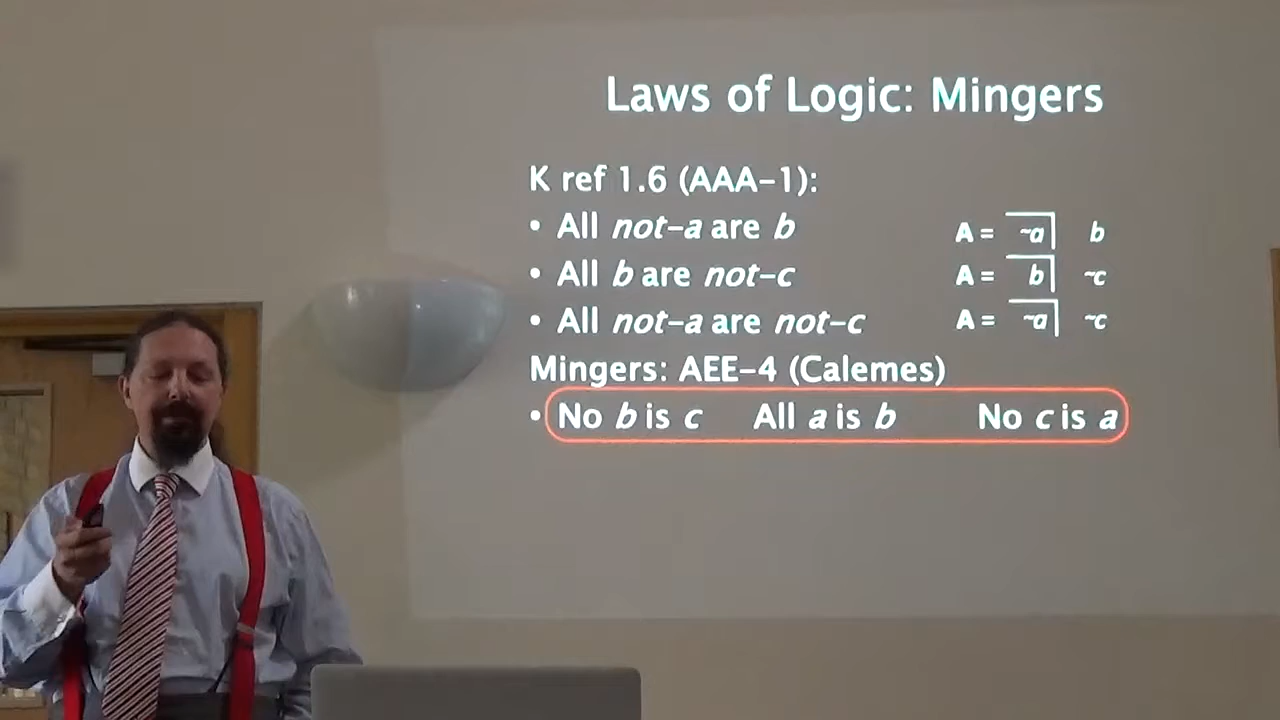 Laws of Logic: Mingers
K ref 1.6 (AAA-1):
• All not-a are b A = ~a b
• All b are not-c A = b ~c
• All not-a are not-c A = ~a ~c
Mingers: AEE-4 (Calemes)
• No b is c All a is b No c is a